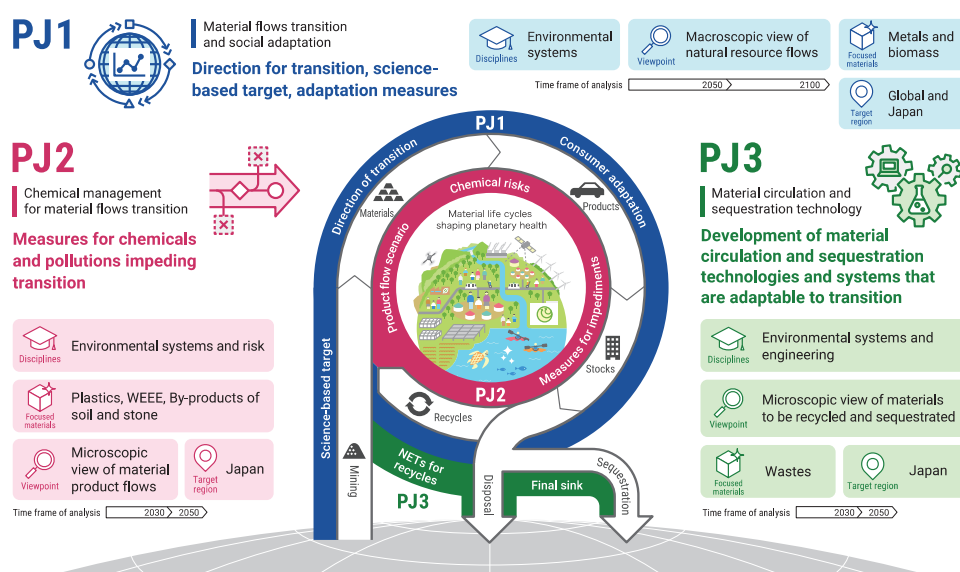 PJ1
Material flows transition
and social adaptation
Direction for transition, science-
based target, adaptation measures
Disciplines
Environmental
systems
Viewpoint
Macroscopic view of
natural resource flows
Focused
materials
Metals and
biomass
Time frame of analysis
2050
2100
Target
region
Global and
Japan
PJ2
Chemical management
for material flows transition
Measures for chemicals
and pollutions impeding
transition
Disciplines
Environmental systems and risk
Focused
materials
Plastics, WEEE, By-products of
soil and stone
Viewpoint
Microscopic
view of material
product flows
Target
region
Japan
Time frame of analysis
2030
2050
PJ1
Direction of transition
Consumer adaptation
Science-based target
Materials
Products
Stocks
Recycles
Mining
Chemical risks
Product flow scenario
Measures for impediments
PJ2
Material life cycles
shaping planetary health
NETs for
recycles
PJ3
Disposal
Final sink
Sequestration
PJ3
Material circulation and
sequestration technology
Development of material
circulation and sequestration
technologies and systems that
are adaptable to transition
Disciplines
Environmental systems and
engineering
Viewpoint
Microscopic view of materials
to be recycled and sequestrated
Focused
materials
Wastes
Target region
Japan
Time frame of analysis
2030
2050